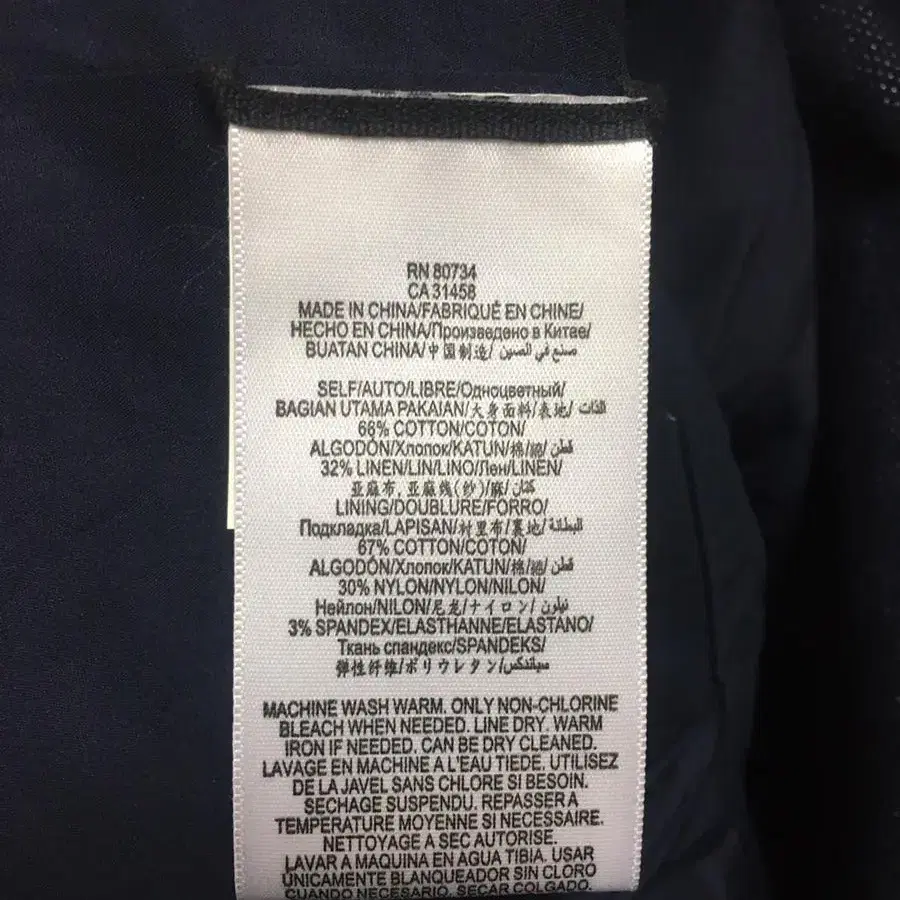 RN 80734
CA 31458
MADE IN CHINA/FABRIQUÉ EN CHINE/
HECHO EN CHINA/Произведено в Китае/
BUATAN CHINA/中国制造/ صنع في الصين
SELF/AUTO/LIBRE/Одноцветный/
BAGIAN UTAMA PAKAIAN/大身面料/表地/ الذات
66% COTTON/COTON/
ALGODÓN/Хлопок/KATUN/棉/綿/ قطن
32% LINEN/LIN/LINO/Лен/LINEN/
亚麻布, 亚麻线(纱)/麻/ كتان
LINING/DOUBLURE/FORRO/
Подкладка/LAPISAN/衬里布/裏地/ البطانة
67% COTTON/COTON/
ALGODÓN/Хлопок/KATUN/棉/綿/ قطن
30% NYLON/NYLON/NILON/
Нейлон/NILON/尼龙/ナイロン/ نيلون
3% SPANDEX/ELASTHANNE/ELASTANO/
Ткань спандекс/SPANDEKS/
弹性纤维/ポリウレタン/ سباندكس
MACHINE WASH WARM. ONLY NON-CHLORINE
BLEACH WHEN NEEDED. LINE DRY. WARM
IRON IF NEEDED. CAN BE DRY CLEANED.
LAVAGE EN MACHINE A L'EAU TIEDE. UTILISEZ
DE LA JAVEL SANS CHLORE SI BESOIN.
SECHAGE SUSPENDU. REPASSER A
TEMPERATURE MOYENNE SI NECESSAIRE.
NETTOYAGE A SEC AUTORISE.
LAVAR A MAQUINA EN AGUA TIBIA. USAR
ÚNICAMENTE BLANQUEADOR SIN CLORO
CUANDO NECESARIO. SECAR COLGADO.